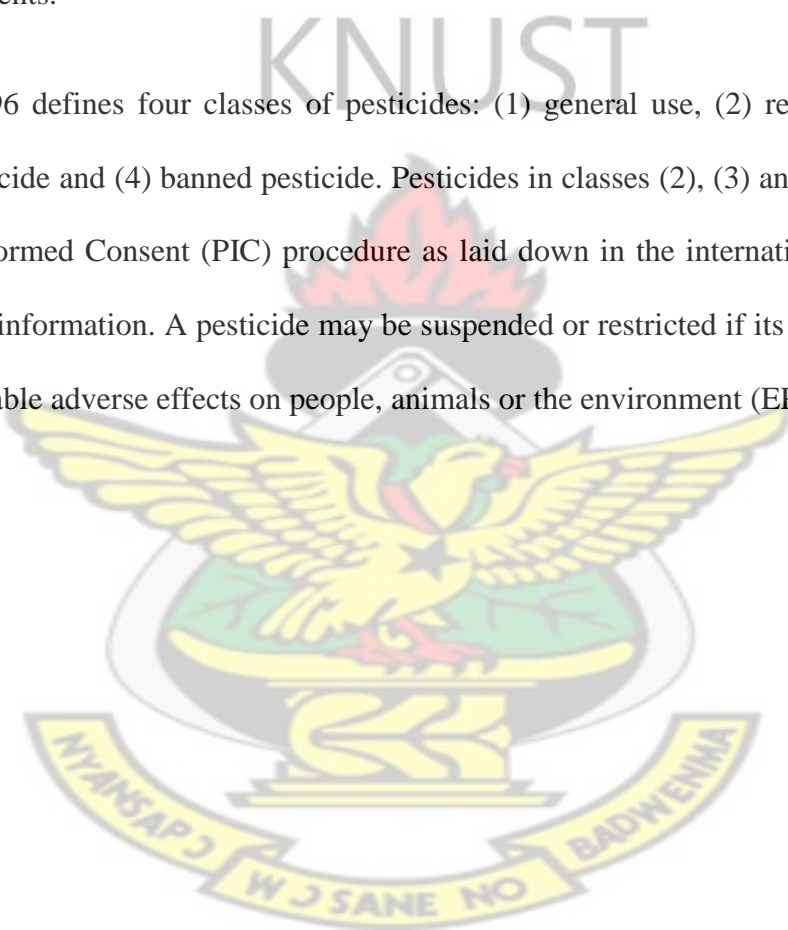 ents.
KNUST
96 defines four classes of pesticides: (1) general use, (2) re
cide and (4) banned pesticide. Pesticides in classes (2), (3) an
ormed Consent (PIC) procedure as laid down in the internati
information. A pesticide may be suspended or restricted if its
able adverse effects on people, animals or the environment (EP
NYANSAPƆ
WƆSANE NO
BADWENMA